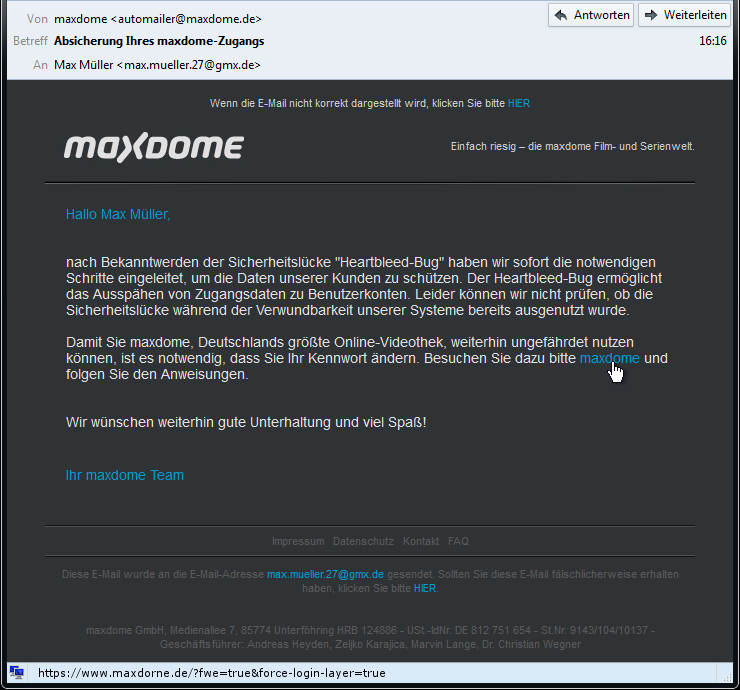 Von maxdome <automailer@maxdome.de> Antworten Weiterleiten
Betreff Absicherung Ihres maxdome-Zugangs 16:16
An Max Müller <max.mueller.27@gmx.de>
Wenn die E-Mail nicht korrekt dargestellt wird, klicken Sie bitte HIER
maxdome
Einfach riesig – die maxdome Film- und Serienwelt.
Hallo Max Müller,
nach Bekanntwerden der Sicherheitslücke "Heartbleed-Bug" haben wir sofort die notwendigen
Schritte eingeleitet, um die Daten unserer Kunden zu schützen. Der Heartbleed-Bug ermöglicht
das Ausspähen von Zugangsdaten zu Benutzerkonten. Leider können wir nicht prüfen, ob die
Sicherheitslücke während der Verwundbarkeit unserer Systeme bereits ausgenutzt wurde.
Damit Sie maxdome, Deutschlands größte Online-Videothek, weiterhin ungefährdet nutzen
können, ist es notwendig, dass Sie Ihr Kennwort ändern. Besuchen Sie dazu bitte maxdome und
folgen Sie den Anweisungen.
Wir wünschen weiterhin gute Unterhaltung und viel Spaß!
Ihr maxdome Team
Impressum Datenschutz Kontakt FAQ
Diese E-Mail wurde an die E-Mail-Adresse max.mueller.27@gmx.de gesendet. Sollten Sie diese E-Mail fälschlicherweise erhalten
haben, klicken Sie bitte HIER.
maxdome GmbH, Medienallee 7, 85774 Unterföhring HRB 124886 - USt.-IdNr. DE 812 751 654 - St.Nr. 9143/104/10137 -
Geschäftsführer: Andreas Heyden, Zeljko Karajica, Marvin Lange, Dr. Christian Wegner
https://www.maxdorne.de/?fwe=true&force-login-layer=true